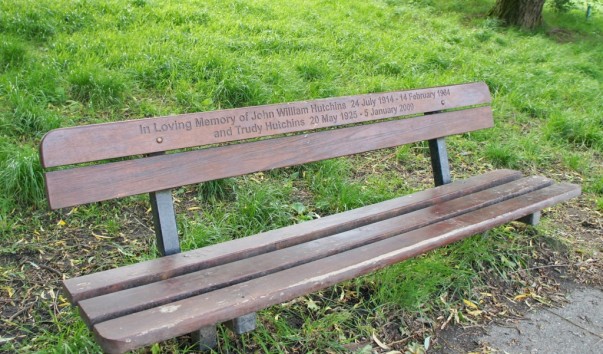 In Loving Memory of John William Hutchins 24 July 1914 - 14 February 1984
and Trudy Hutchins 20 May 1925 - 5 January 2009